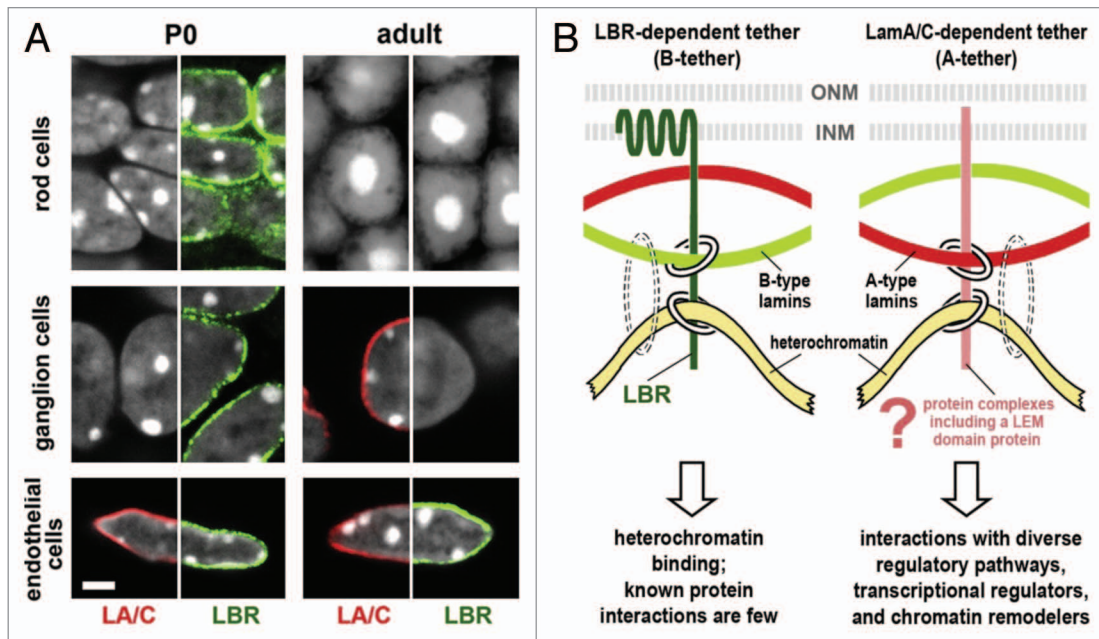 A
P0
adult
rod cells
ganglion cells
endothelial
cells
LA/C
LBR
LA/C
LBR
B
LBR-dependent tether
(B-tether)
LamA/C-dependent tether
(A-tether)
ONM
INM
B-type
lamins
A-type
lamins
heterochromatin
LBR
?
protein complexes
including a LEM
domain protein
heterochromatin
binding;
known protein
interactions are few
interactions with diverse
regulatory pathways,
transcriptional regulators,
and chromatin remodelers